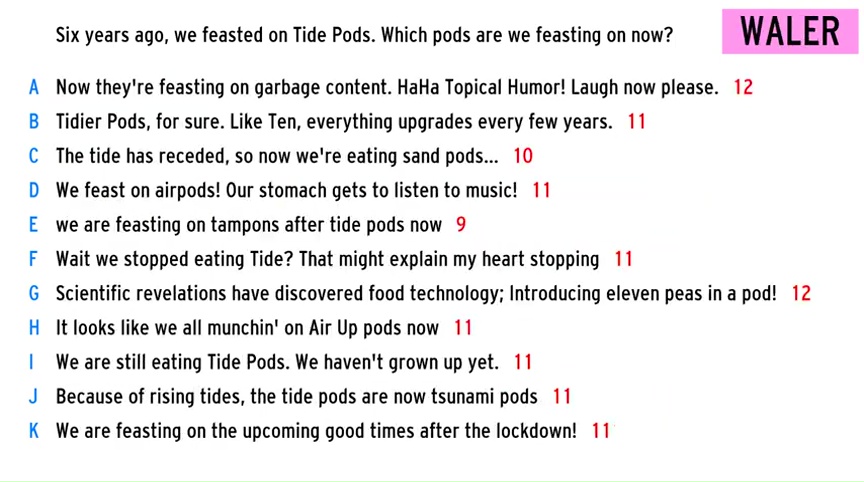 Six years ago, we feasted on Tide Pods. Which pods are we feasting on now?
WALER
A Now they're feasting on garbage content. HaHa Topical Humor! Laugh now please. 12
B Tidier Pods, for sure. Like Ten, everything upgrades every few years. 11
C The tide has receded, so now we're eating sand pods... 10
D We feast on airpods! Our stomach gets to listen to music! 11
E we are feasting on tampons after tide pods now 9
F Wait we stopped eating Tide? That might explain my heart stopping 11
G Scientific revelations have discovered food technology; Introducing eleven peas in a pod! 12
H It looks like we all munchin' on Air Up pods now 11
I We are still eating Tide Pods. We haven't grown up yet. 11
J Because of rising tides, the tide pods are now tsunami pods 11
K We are feasting on the upcoming good times after the lockdown! 11